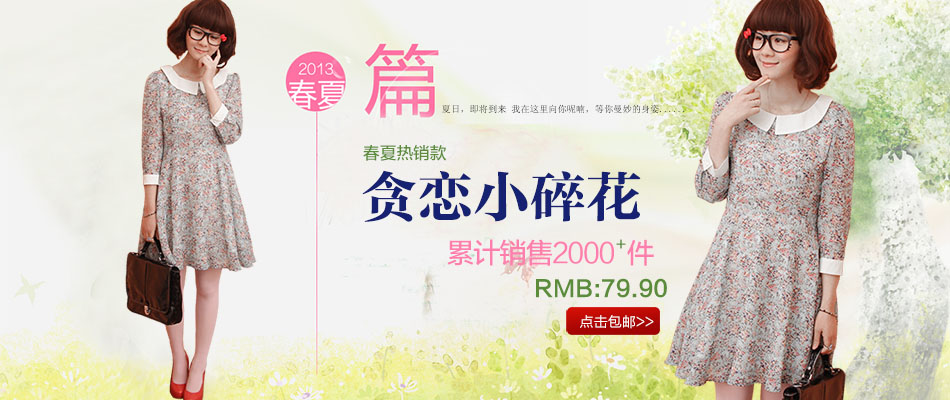 2013
春夏
篇
夏日，即将到来 我在这里向你呢喃，等你曼妙的身姿......
春夏热销款
贪恋小碎花
累计销售2000+件
RMB:79.90
点击包邮>>